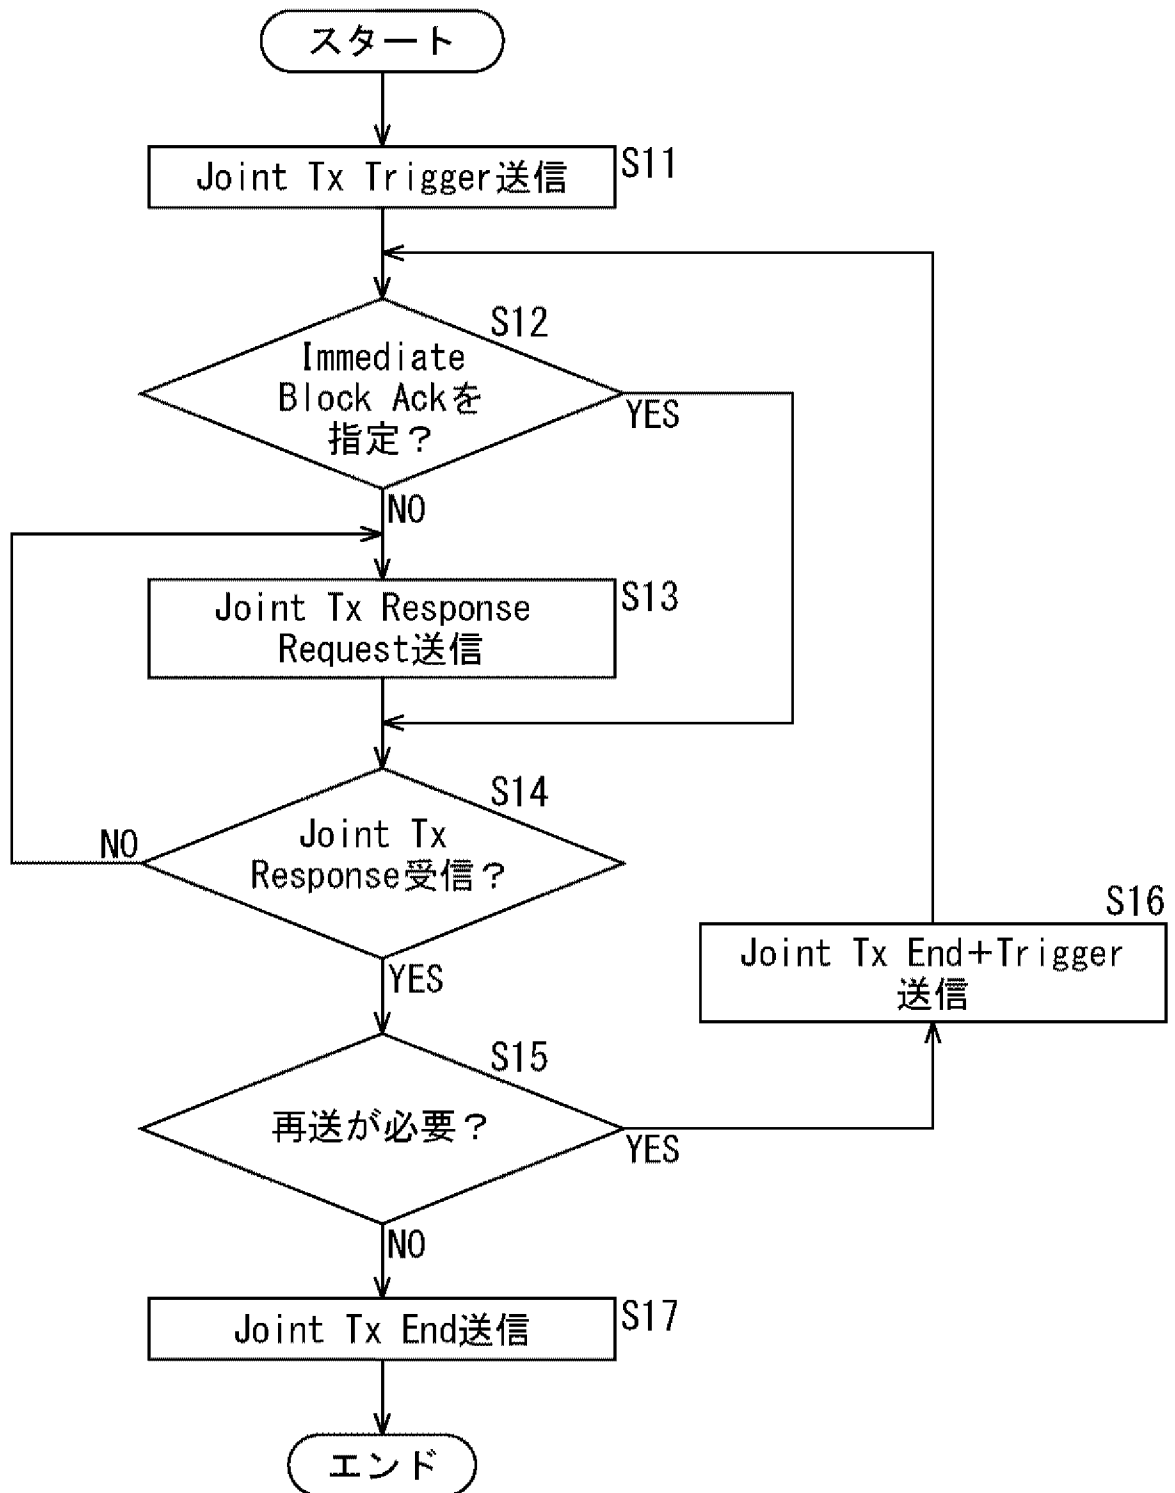 スタート
Joint Tx Trigger送信
S11
S12
Immediate
Block Ackを
指定？
YES
NO
Joint Tx Response
Request送信
S13
S14
Joint Tx
Response受信？
NO
YES
S16
Joint Tx End+Trigger
送信
S15
再送が必要？
YES
NO
Joint Tx End送信
S17
エンド